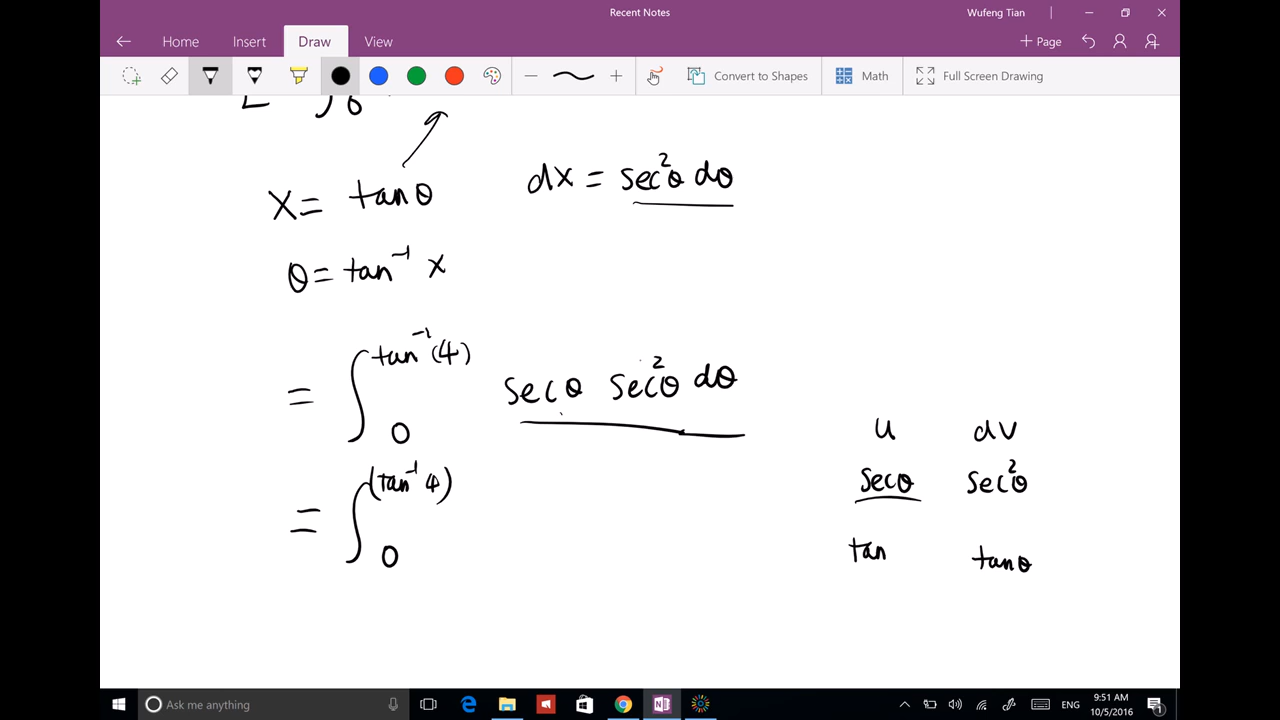 Recent Notes
Wufeng Tian
Home Insert Draw View
+ Page
Convert to Shapes
Math
Full Screen Drawing
x = tanθ
dx = sec²θ dθ
θ = tan⁻¹ x
= ∫₀^{tan⁻¹(4)} secθ sec²θ dθ
u dv
secθ sec²θ
= ∫₀^{(tan⁻¹ 4)}
tan tanθ
Ask me anything
ENG
9:51 AM
10/5/2016
1